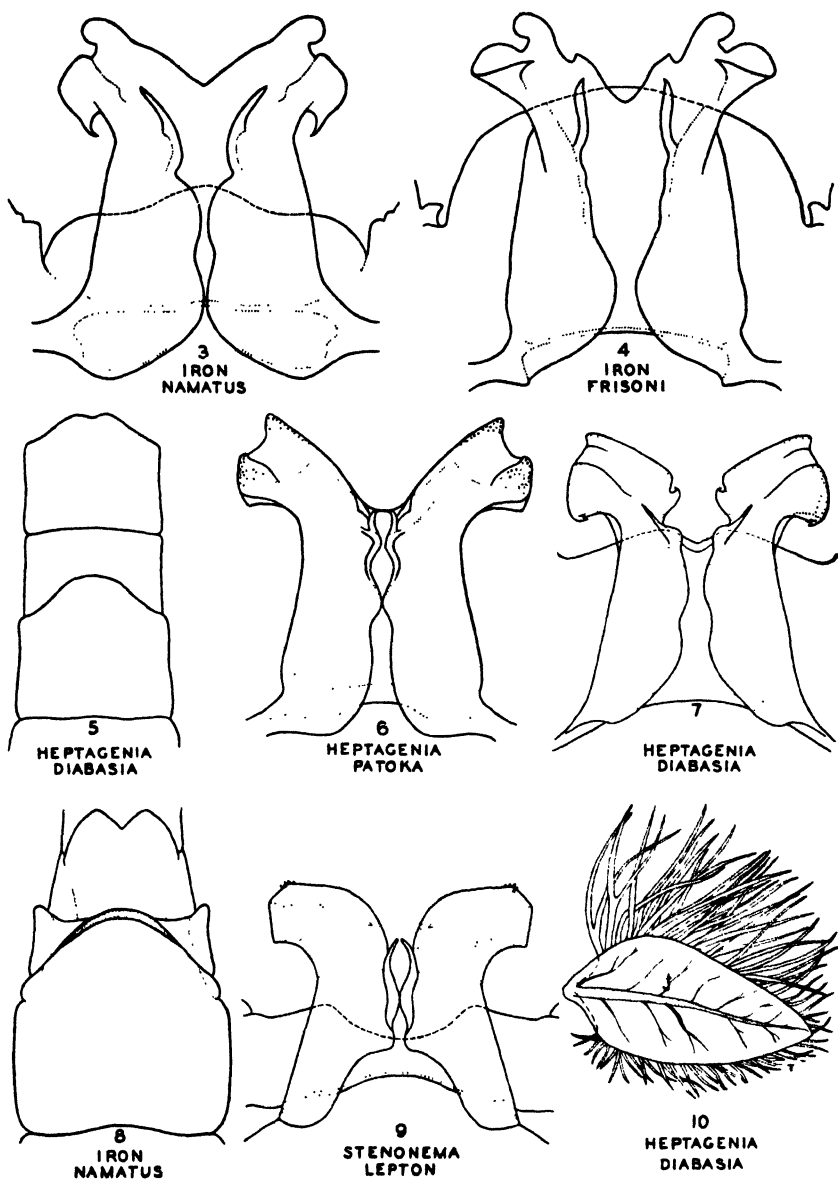 3
IRON
NAMATUS
4
IRON
FRISONI
5
HEPTAGENIA
DIABASIA
6
HEPTAGENIA
PATOKA
7
HEPTAGENIA
DIABASIA
8
IRON
NAMATUS
9
STENONEMA
LEPTON
10
HEPTAGENIA
DIABASIA